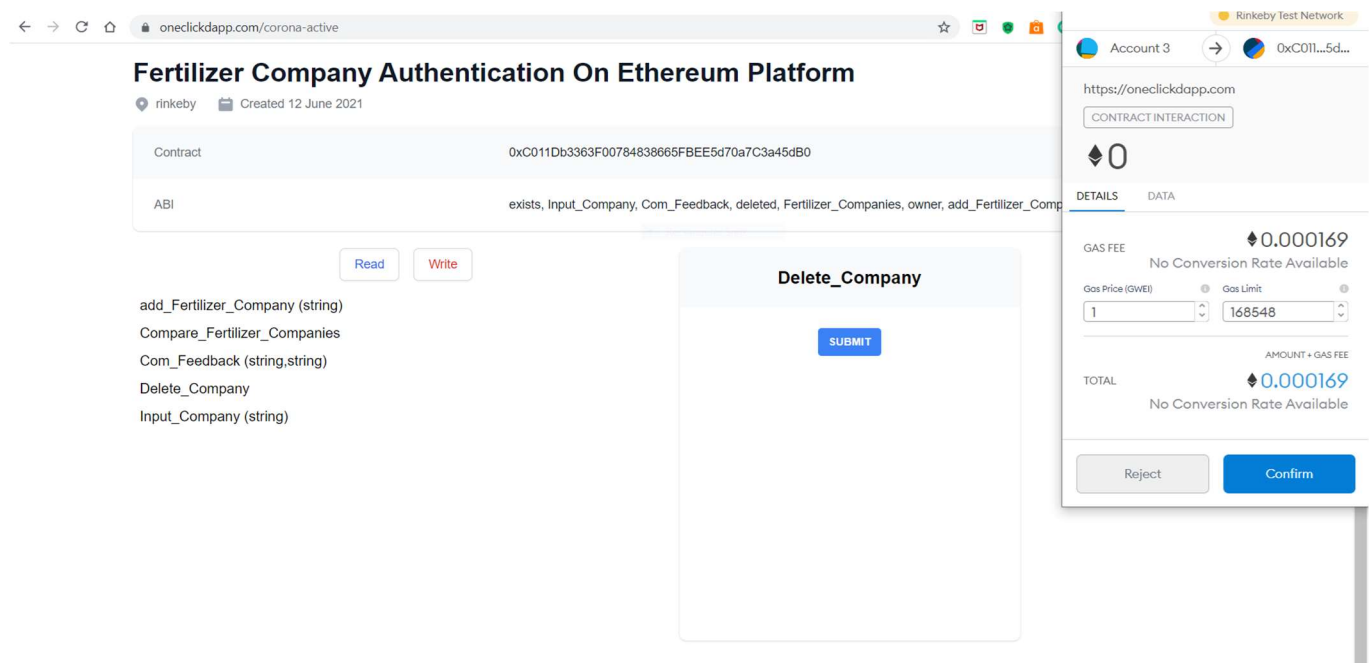 oneclickdapp.com/corona-active
Fertilizer Company Authentication On Ethereum Platform
rinkeby Created 12 June 2021
Contract 0xC011Db3363F00784838665FBEE5d70a7C3a45dB0
ABI exists, Input_Company, Com_Feedback, deleted, Fertilizer_Companies, owner, add_Fertilizer_Comp
Read Write
add_Fertilizer_Company (string)
Compare_Fertilizer_Companies
Com_Feedback (string,string)
Delete_Company
Input_Company (string)
Delete_Company
SUBMIT
Rinkeby Test Network
Account 3 0xC011...5d...
https://oneclickdapp.com
CONTRACT INTERACTION
0
DETAILS DATA
GAS FEE 0.000169
No Conversion Rate Available
Gas Price (GWEI) Gas Limit
1 168548
AMOUNT + GAS FEE
TOTAL 0.000169
No Conversion Rate Available
Reject Confirm